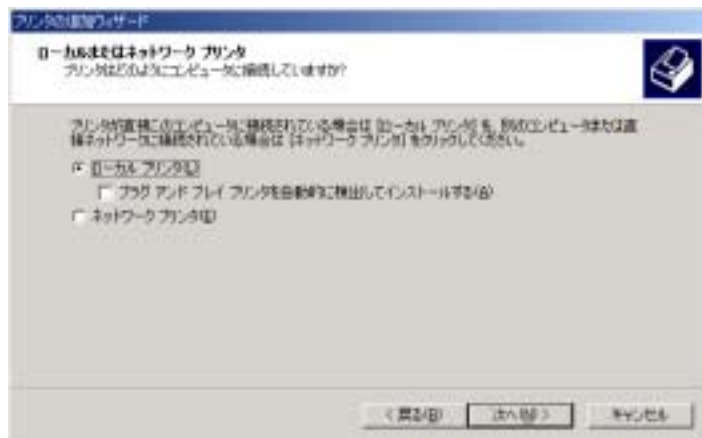 プリンタの追加ウィザード
ローカルまたはネットワーク プリンタ
プリンタはどのようにコンピュータに接続していますか?
プリンタが直接このコンピュータに接続されている場合は [ローカル プリンタ] を、別のコンピュータまたは直
接ネットワークに接続されている場合は [ネットワーク プリンタ] をクリックしてください。
ローカル プリンタ(L)
プラグ アンド プレイ プリンタを自動的に検出してインストールする(A)
ネットワーク プリンタ(E)
< 戻る(B)
次へ(N) >
キャンセル